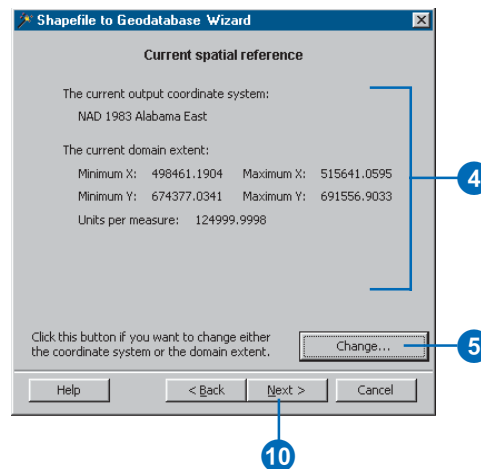 Shapefile to Geodatabase Wizard
Current spatial reference
The current output coordinate system:
NAD 1983 Alabama East
The current domain extent:
Minimum X: 498461.1904 Maximum X: 515641.0595
Minimum Y: 674377.0341 Maximum Y: 691556.9033
Units per measure: 124999.9998
4
Click this button if you want to change either
the coordinate system or the domain extent.
Change...
5
Help < Back Next > Cancel
10